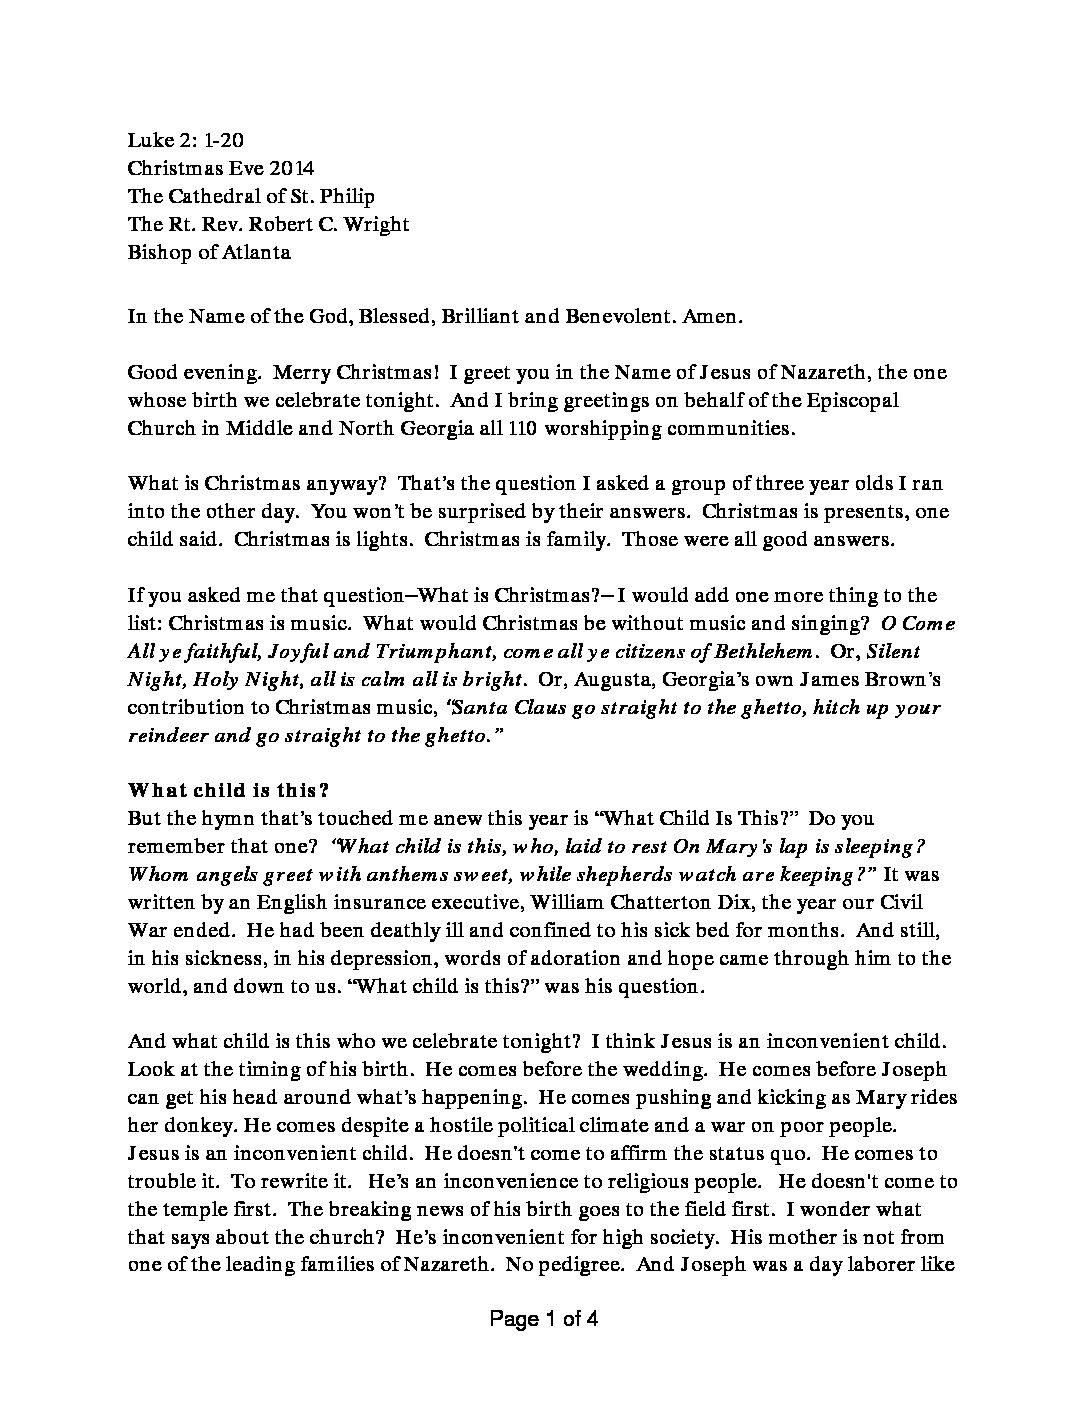 Luke 2: 1-20
Christmas Eve 2014
The Cathedral of St. Philip
The Rt. Rev. Robert C. Wright
Bishop of Atlanta
In the Name of the God, Blessed, Brilliant and Benevolent. Amen.
Good evening.  Merry Christmas!  I greet you in the Name of Jesus of Nazareth, the one
whose birth we celebrate tonight.  And I bring greetings on behalf of the Episcopal
Church in Middle and North Georgia all 110 worshipping communities.
What is Christmas anyway?  That’s the question I asked a group of three year olds I ran
into the other day.  You won’t be surprised by their answers.  Christmas is presents, one
child said.  Christmas is lights.  Christmas is family.  Those were all good answers.
If you asked me that question–What is Christmas?– I would add one more thing to the
list: Christmas is music.  What would Christmas be without music and singing?  O Come
All ye faithful, Joyful and Triumphant, come all ye citizens of Bethlehem.  Or, Silent
Night, Holy Night, all is calm all is bright.  Or, Augusta, Georgia’s own James Brown’s
contribution to Christmas music, “Santa Claus go straight to the ghetto, hitch up your
reindeer and go straight to the ghetto.”
What child is this?
But the hymn that’s touched me anew this year is “What Child Is This?”  Do you
remember that one?  “What child is this, who, laid to rest On Mary's lap is sleeping?
Whom angels greet with anthems sweet, while shepherds watch are keeping?” It was
written by an English insurance executive, William Chatterton Dix, the year our Civil
War ended.  He had been deathly ill and confined to his sick bed for months.  And still,
in his sickness, in his depression, words of adoration and hope came through him to the
world, and down to us. “What child is this?” was his question.
And what child is this who we celebrate tonight?  I think Jesus is an inconvenient child.
Look at the timing of his birth.  He comes before the wedding.  He comes before Joseph
can get his head around what’s happening.  He comes pushing and kicking as Mary rides
her donkey. He comes despite a hostile political climate and a war on poor people.
Jesus is an inconvenient child.  He doesn't come to affirm the status quo.  He comes to
trouble it.  To rewrite it.   He’s an inconvenience to religious people.   He doesn't come to
the temple first.  The breaking news of his birth goes to the field first.  I wonder what
that says about the church?  He’s inconvenient for high society.  His mother is not from
one of the leading families of Nazareth.  No pedigree.  And Joseph was a day laborer like
Page 1 of 4